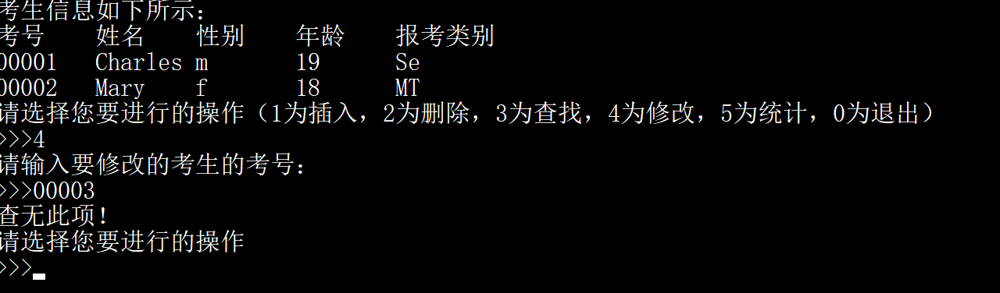 考生信息如下所示：
考号 姓名 性别 年龄 报考类别
00001 Charles m 19 Se
00002 Mary f 18 MT
请选择您要进行的操作（1为插入，2为删除，3为查找，4为修改，5为统计，0为退出）
>>>4
请输入要修改的考生的考号：
>>>00003
查无此项！
请选择您要进行的操作
>>>